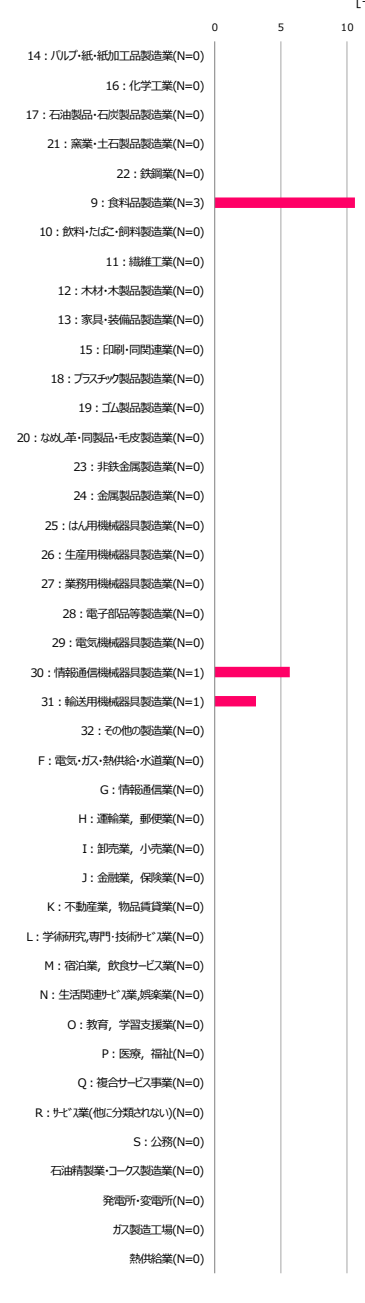 0 5 10
14：パルプ・紙・紙加工品製造業(N=0)
16：化学工業(N=0)
17：石油製品・石炭製品製造業(N=0)
21：窯業・土石製品製造業(N=0)
22：鉄鋼業(N=0)
9：食料品製造業(N=3)
10：飲料・たばこ・飼料製造業(N=0)
11：繊維工業(N=0)
12：木材・木製品製造業(N=0)
13：家具・装備品製造業(N=0)
15：印刷・同関連業(N=0)
18：プラスチック製品製造業(N=0)
19：ゴム製品製造業(N=0)
20：なめし革・同製品・毛皮製造業(N=0)
23：非鉄金属製造業(N=0)
24：金属製品製造業(N=0)
25：はん用機械器具製造業(N=0)
26：生産用機械器具製造業(N=0)
27：業務用機械器具製造業(N=0)
28：電子部品等製造業(N=0)
29：電気機械器具製造業(N=0)
30：情報通信機械器具製造業(N=1)
31：輸送用機械器具製造業(N=1)
32：その他の製造業(N=0)
F：電気・ガス・熱供給・水道業(N=0)
G：情報通信業(N=0)
H：運輸業，郵便業(N=0)
I：卸売業，小売業(N=0)
J：金融業，保険業(N=0)
K：不動産業，物品賃貸業(N=0)
L：学術研究,専門・技術ｻｰﾋﾞｽ業(N=0)
M：宿泊業，飲食サービス業(N=0)
N：生活関連ｻｰﾋﾞｽ業,娯楽業(N=0)
O：教育，学習支援業(N=0)
P：医療，福祉(N=0)
Q：複合サービス事業(N=0)
R：ｻｰﾋﾞｽ業(他に分類されない)(N=0)
S：公務(N=0)
石油精製業・コークス製造業(N=0)
発電所・変電所(N=0)
ガス製造工場(N=0)
熱供給業(N=0)